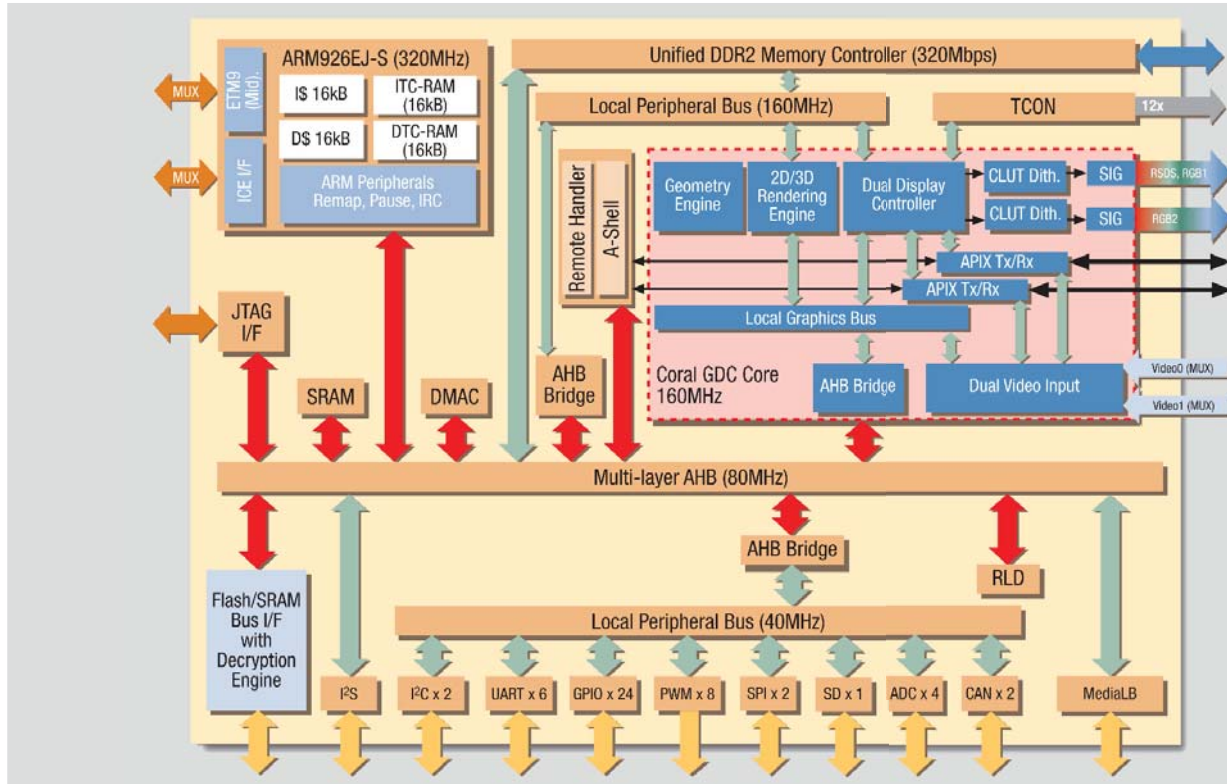 ARM926EJ-S (320MHz)
MUX
ETM9
(Mid).
I$ 16kB
ITC-RAM
(16kB)
D$ 16kB
DTC-RAM
(16kB)
MUX
ICE I/F
ARM Peripherals
Remap, Pause, IRC
Unified DDR2 Memory Controller (320Mbps)
Local Peripheral Bus (160MHz)
TCON
12x
Remote Handler
A-Shell
Geometry
Engine
2D/3D
Rendering
Engine
Dual Display
Controller
CLUT Dith.
SIG
RSDS, RGB1
CLUT Dith.
SIG
RGB2
APIX Tx/Rx
APIX Tx/Rx
Local Graphics Bus
Coral GDC Core
160MHz
AHB Bridge
Dual Video Input
Video0 (MUX)
Video1 (MUX)
JTAG
I/F
SRAM
DMAC
AHB
Bridge
Multi-layer AHB (80MHz)
AHB Bridge
RLD
Flash/SRAM
Bus I/F
with
Decryption
Engine
Local Peripheral Bus (40MHz)
I²S
I²C x 2
UART x 6
GPIO x 24
PWM x 8
SPI x 2
SD x 1
ADC x 4
CAN x 2
MediaLB